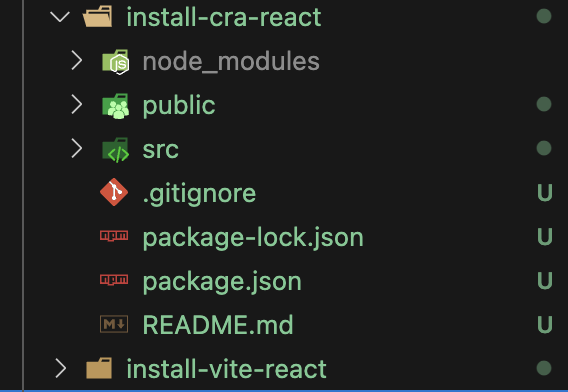 install-cra-react
node_modules
public
src
.gitignore U
package-lock.json U
package.json U
README.md U
install-vite-react